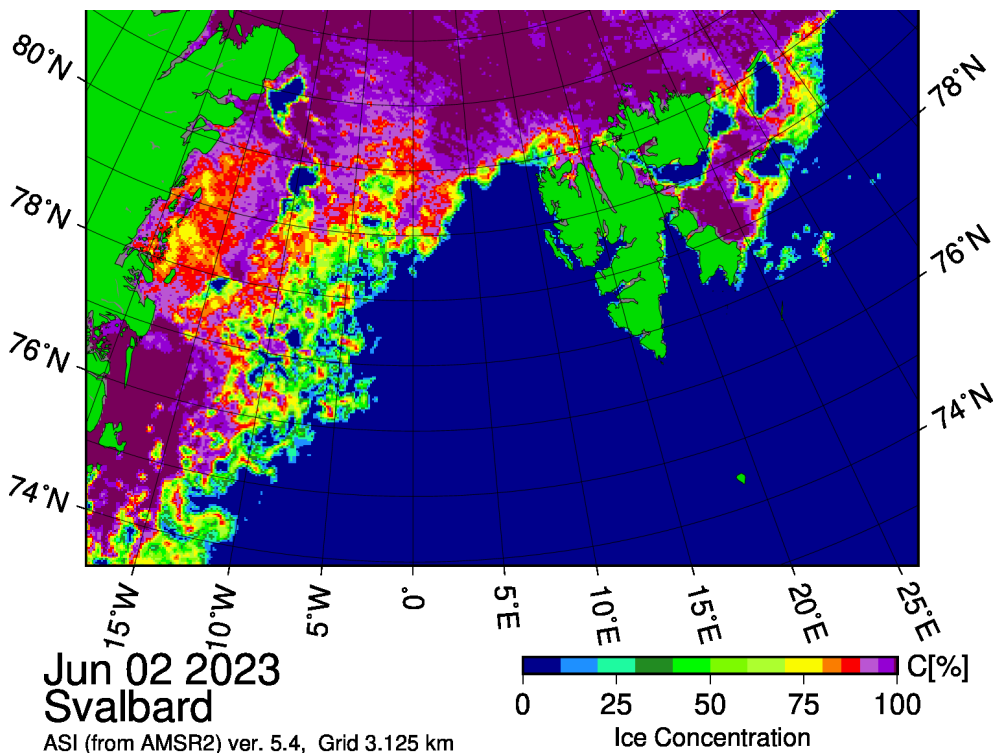 80°N
78°N
76°N
74°N
78°N
76°N
74°N
15°W
10°W
5°W
0°
5°E
10°E
15°E
20°E
25°E
Jun 02 2023
Svalbard
ASI (from AMSR2) ver. 5.4, Grid 3.125 km
C[%]
0 25 50 75 100
Ice Concentration